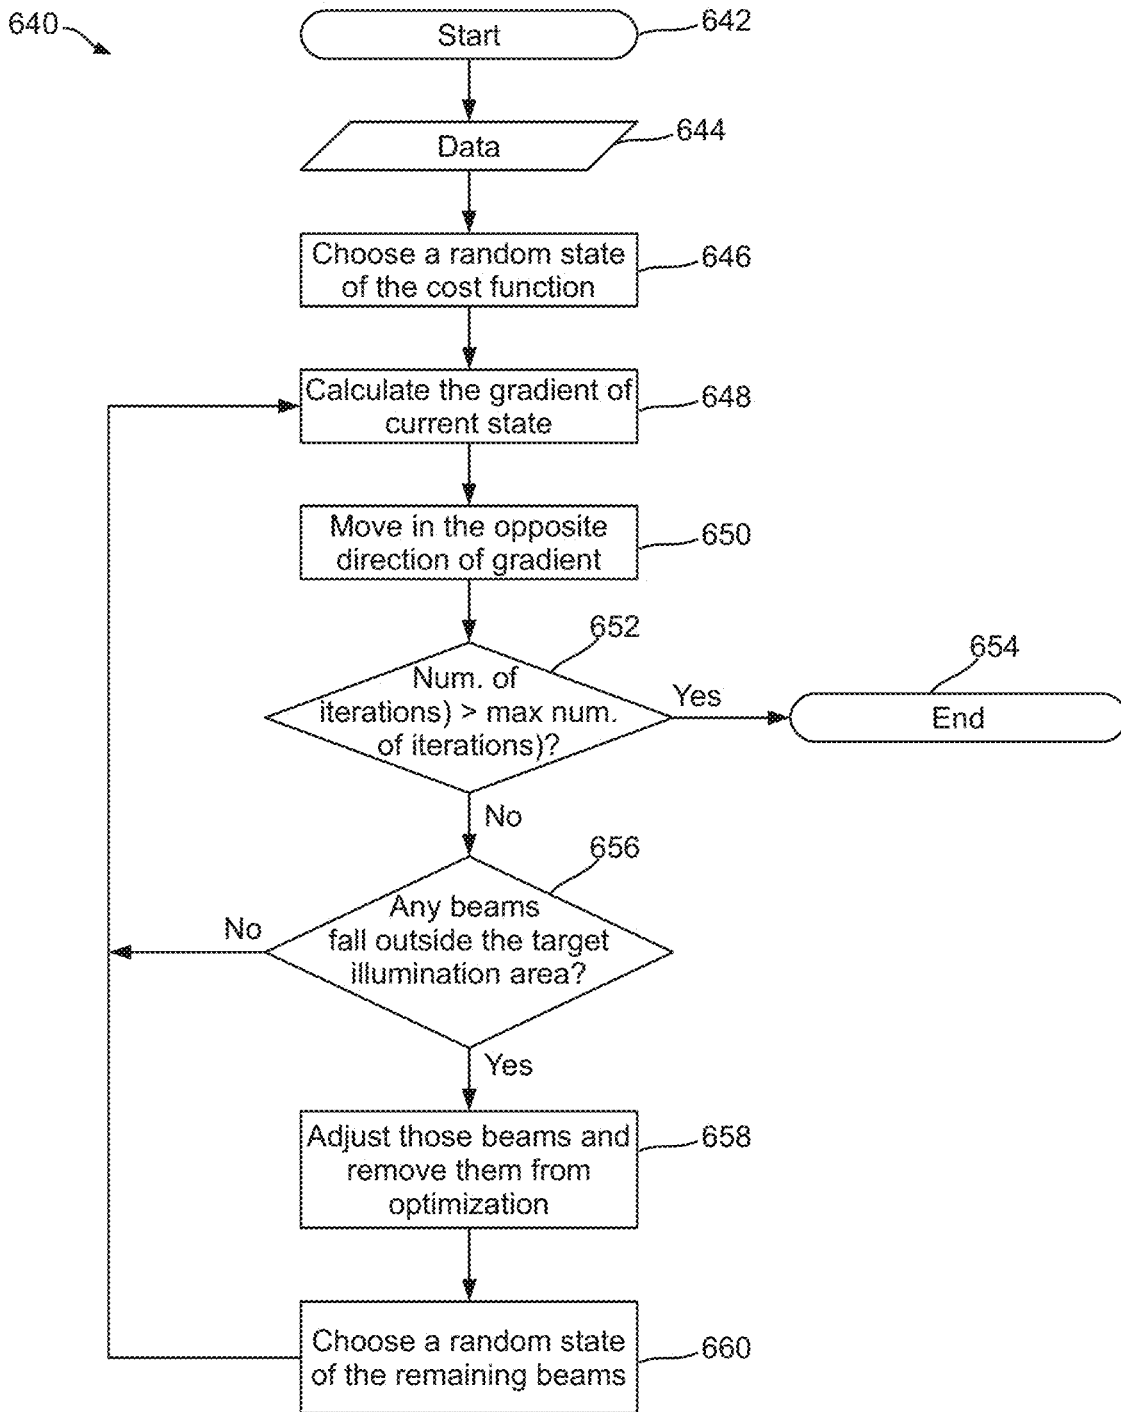 640
Start
642
Data
644
Choose a random state
of the cost function
646
Calculate the gradient of
current state
648
Move in the opposite
direction of gradient
650
652
Num. of
iterations) > max num.
of iterations)?
Yes
654
End
No
656
Any beams
fall outside the target
illumination area?
No
Yes
Adjust those beams and
remove them from
optimization
658
Choose a random state
of the remaining beams
660